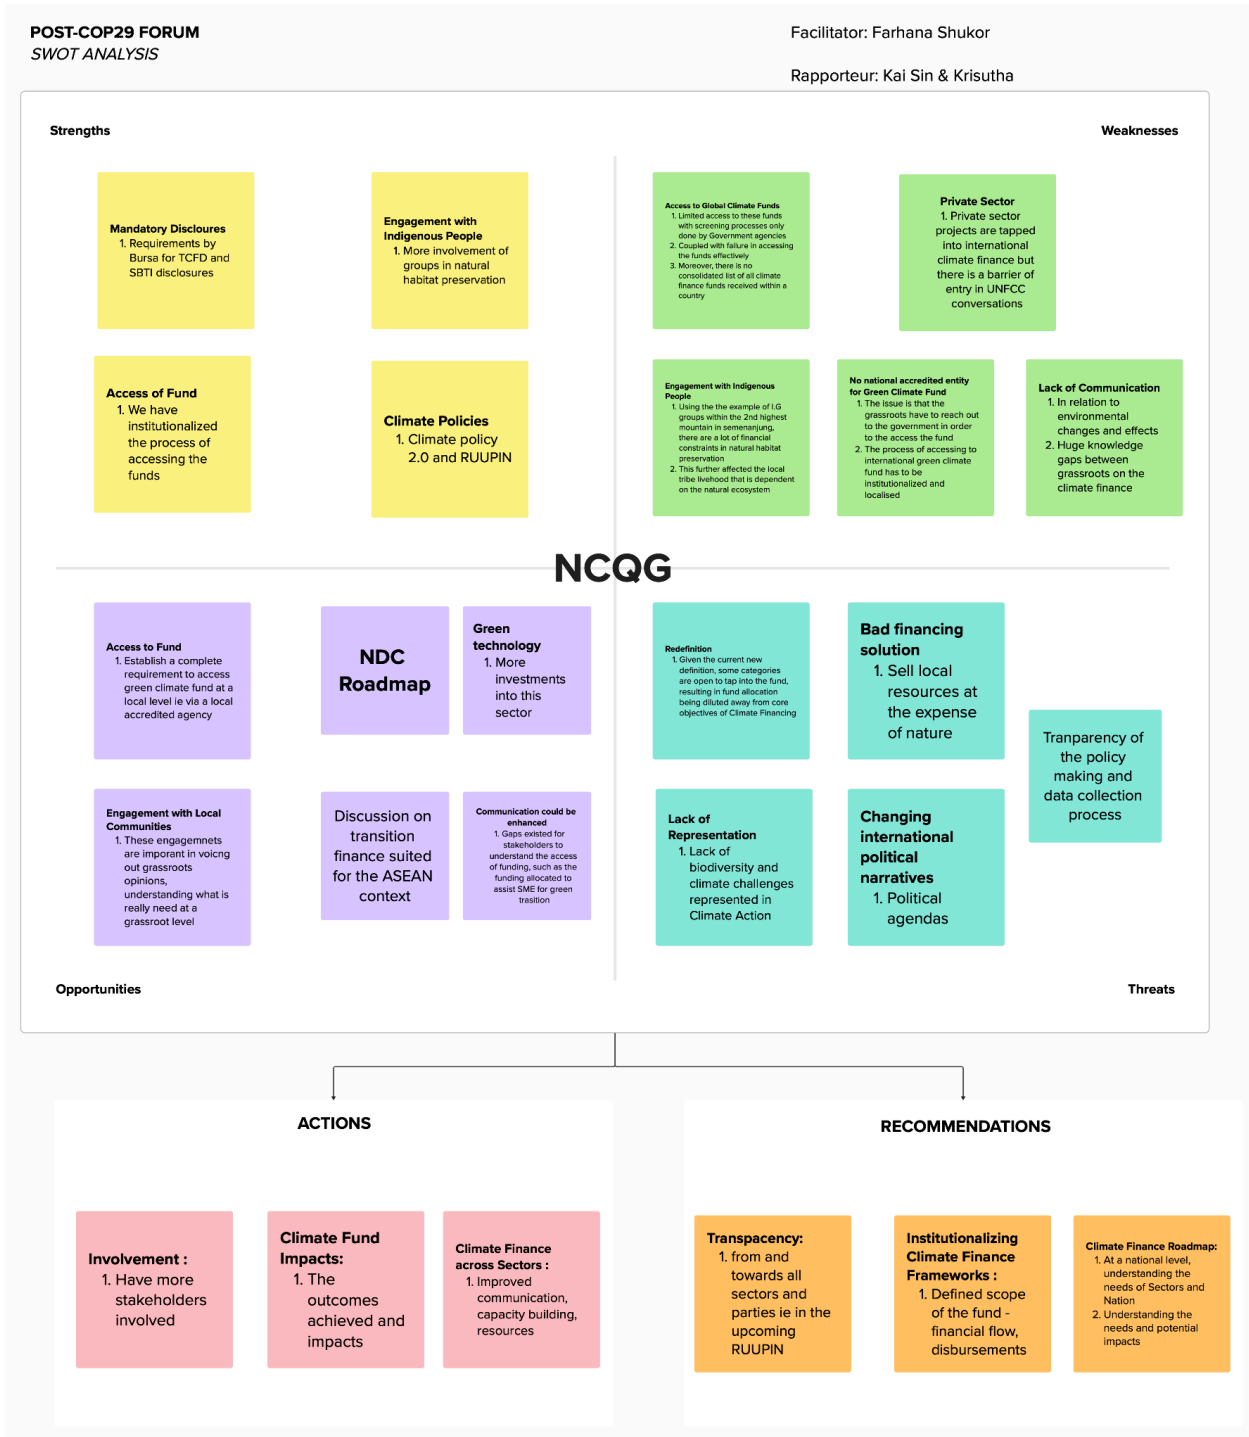 POST-COP29 FORUM
SWOT ANALYSIS
Facilitator: Farhana Shukor
Rapporteur: Kai Sin & Krisutha
Strengths
Weaknesses
Mandatory Discloures
1. Requirements by
Bursa for TCFD and
SBTI disclosures
Engagement with
Indigenous People
1. More involvement of
groups in natural
habitat preservation
Access of Fund
1. We have
institutionalized
the process of
accessing the
funds
Climate Policies
1. Climate policy
2.0 and RUUPIN
Access to Global Climate Funds
1. Limited access to these funds
with screening processes only
done by Government agencies
2. Coupled with failure in accessing
the funds effectively
3. Moreover, there is no
consolidated list of all climate
finance funds received within a
country
Private Sector
1. Private sector
projects are tapped
into international
climate finance but
there is a barrier of
entry in UNFCC
conversations
Engagement with Indigenous
People
1. Using the the example of I.G
groups within the 2nd highest
mountain in semenanjung,
there are a lot of financial
constraints in natural habitat
preservation
2. This further affected the local
tribe livehood that is dependent
on the natural ecosystem
No national accredited entity
for Green Climate Fund
1. The issue is that the
grassroots have to reach out
to the government in order
to the access the fund
2. The process of accessing to
international green climate
fund has to be
institutionalized and
localised
Lack of Communication
1. In relation to
environmental
changes and effects
2. Huge knowledge
gaps between
grassroots on the
climate finance
NCQG
Access to Fund
1. Establish a complete
requirement to access
green climate fund at a
local level ie via a local
accredited agency
NDC
Roadmap
Green
technology
1. More
investments
into this
sector
Engagement with Local
Communities
1. These engagemnets
are imporant in voicng
out grassroots
opinions,
understanding what is
really need at a
grassroot level
Discussion on
transition
finance suited
for the ASEAN
context
Communication could be
enhanced
1. Gaps existed for
stakeholders to
understand the access
of funding, such as the
funding allocated to
assist SME for green
trasition
Redefinition
1. Given the current new
definition, some categories
are open to tap into the fund,
resulting in fund allocation
being diluted away from core
objectives of Climate Financing
Bad financing
solution
1. Sell local
resources at
the expense
of nature
Tranparency of
the policy
making and
data collection
process
Lack of
Representation
1. Lack of
biodiversity and
climate challenges
represented in
Climate Action
Changing
international
political
narratives
1. Political
agendas
Opportunities
Threats
ACTIONS
Involvement :
1. Have more
stakeholders
involved
Climate Fund
Impacts:
1. The
outcomes
achieved and
impacts
Climate Finance
across Sectors :
1. Improved
communication,
capacity building,
resources
RECOMMENDATIONS
Transpacency:
1. from and
towards all
sectors and
parties ie in the
upcoming
RUUPIN
Institutionalizing
Climate Finance
Frameworks :
1. Defined scope
of the fund -
financial flow,
disbursements
Climate Finance Roadmap:
1. At a national level,
understanding the
needs of Sectors and
Nation
2. Understanding the
needs and potential
impacts